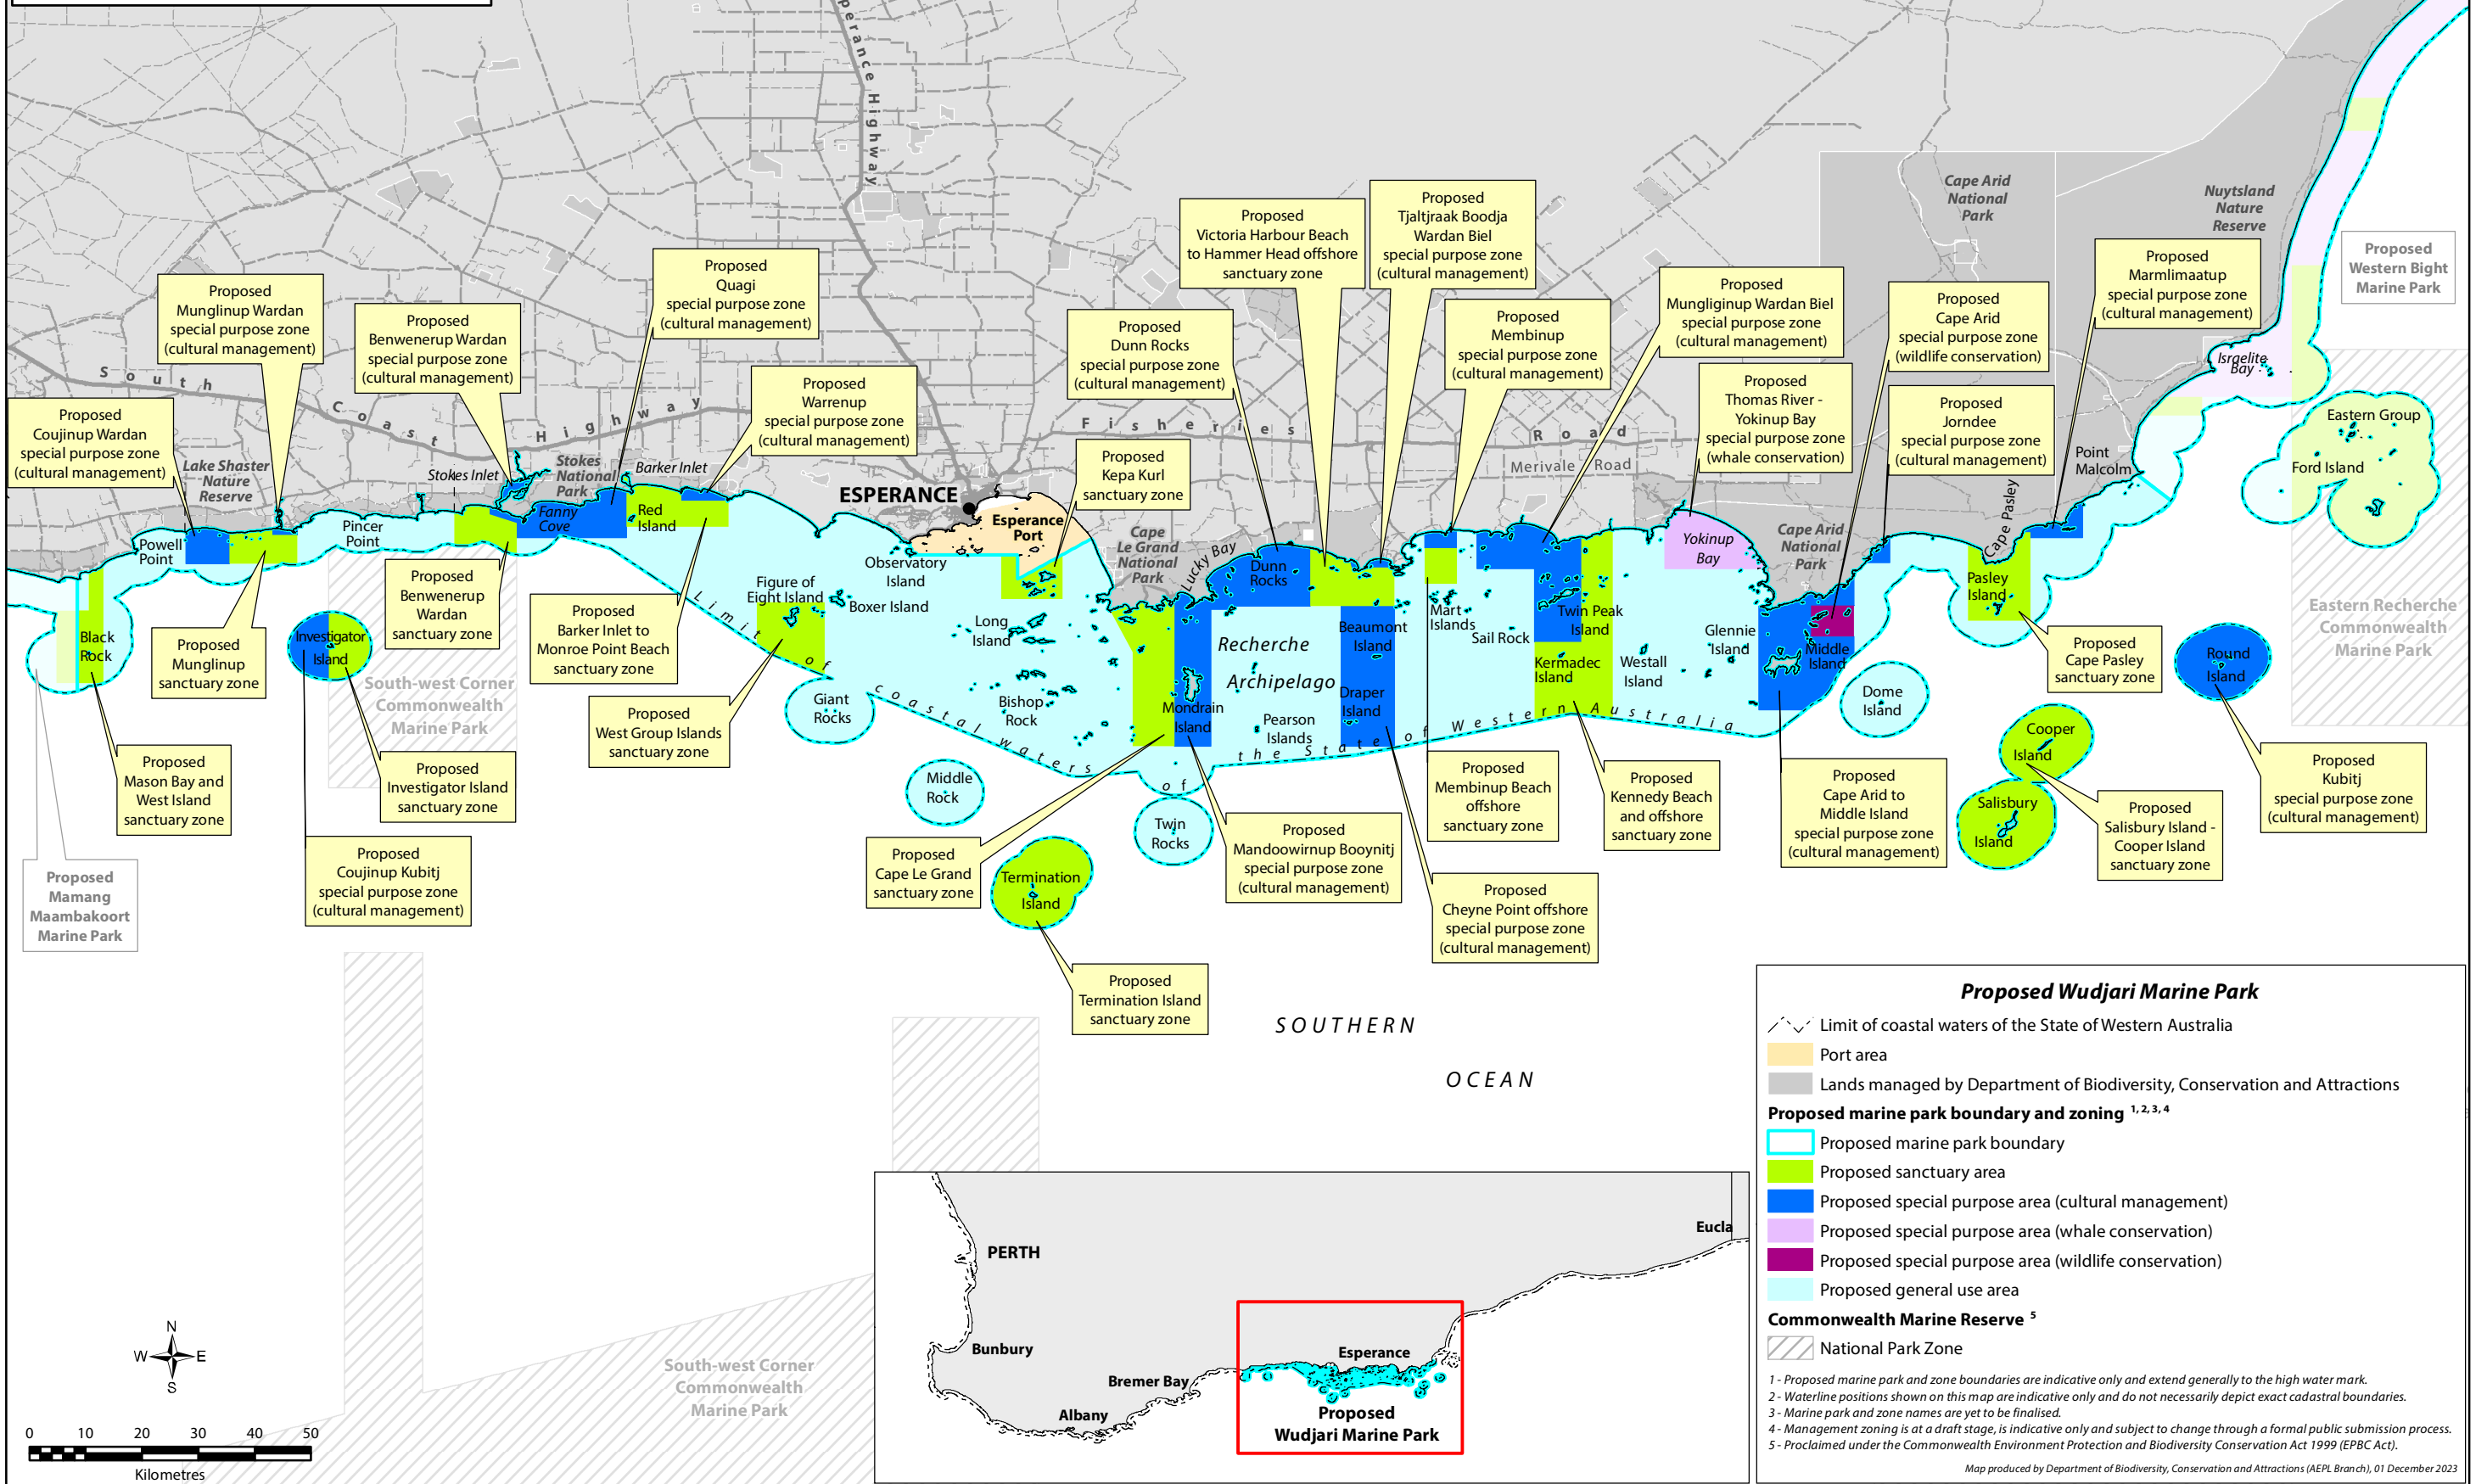 Esperance Highway
South Coast Highway
Fisheries Road
Merivale Road
Cape Arid
National
Park
Nuytsland
Nature
Reserve
Proposed
Western Bight
Marine Park
Proposed
Coujinup Wardan
special purpose zone
(cultural management)
Proposed
Munglinup Wardan
special purpose zone
(cultural management)
Proposed
Benwenerup Wardan
special purpose zone
(cultural management)
Proposed
Quagi
special purpose zone
(cultural management)
Proposed
Warrenup
special purpose zone
(cultural management)
Proposed
Kepa Kurl
sanctuary zone
Proposed
Dunn Rocks
special purpose zone
(cultural management)
Proposed
Victoria Harbour Beach
to Hammer Head offshore
sanctuary zone
Proposed
Tjaltjraak Boodja
Wardan Biel
special purpose zone
(cultural management)
Proposed
Membinup
special purpose zone
(cultural management)
Proposed
Mungliginup Wardan Biel
special purpose zone
(cultural management)
Proposed
Thomas River -
Yokinup Bay
special purpose zone
(whale conservation)
Proposed
Cape Arid
special purpose zone
(wildlife conservation)
Proposed
Jorndee
special purpose zone
(cultural management)
Proposed
Marmlimaatup
special purpose zone
(cultural management)
Lake Shaster
Nature
Reserve
Stokes Inlet
Stokes
National
Park
Barker Inlet
Fanny
Cove
Red
Island
Powell
Point
Pincer
Point
ESPERANCE
Esperance
Port
Observatory
Island
Figure of
Eight Island
Boxer Island
Long
Island
Bishop
Rock
Giant
Rocks
Middle
Rock
Termination
Island
Twin
Rocks
Cape
Le Grand
National
Park
Lucky Bay
Dunn
Rocks
Recherche
Archipelago
Mondrain
Island
Pearson
Islands
Beaumont
Island
Draper
Island
Mart
Islands
Sail Rock
Twin Peak
Island
Kermadec
Island
Westall
Island
Glennie
Island
Yokinup
Bay
Cape Arid
National
Park
Middle
Island
Dome
Island
Pasley
Island
Cape Pasley
Point
Malcolm
Israelite
Bay
Eastern Group
Ford Island
Eastern Recherche
Commonwealth
Marine Park
Round
Island
Cooper
Island
Salisbury
Island
Black
Rock
Investigator
Island
South-west Corner
Commonwealth
Marine Park
Limit of coastal waters of the State of Western Australia
Proposed
Mamang
Maambakoort
Marine Park
Proposed
Mason Bay and
West Island
sanctuary zone
Proposed
Munglinup
sanctuary zone
Proposed
Coujinup Kubitj
special purpose zone
(cultural management)
Proposed
Investigator Island
sanctuary zone
Proposed
Benwenerup
Wardan
sanctuary zone
Proposed
Barker Inlet to
Monroe Point Beach
sanctuary zone
Proposed
West Group Islands
sanctuary zone
Proposed
Cape Le Grand
sanctuary zone
Proposed
Termination Island
sanctuary zone
Proposed
Mandoowirnup Booynitj
special purpose zone
(cultural management)
Proposed
Cheyne Point offshore
special purpose zone
(cultural management)
Proposed
Membinup Beach
offshore
sanctuary zone
Proposed
Kennedy Beach
and offshore
sanctuary zone
Proposed
Cape Arid to
Middle Island
special purpose zone
(cultural management)
Proposed
Cape Pasley
sanctuary zone
Proposed
Salisbury Island -
Cooper Island
sanctuary zone
Proposed
Kubitj
special purpose zone
(cultural management)
SOUTHERN
OCEAN
South-west Corner
Commonwealth
Marine Park
N
W E
S
0 10 20 30 40 50
Kilometres
PERTH
Bunbury
Bremer Bay
Albany
Esperance
Eucla
Proposed
Wudjari Marine Park
Proposed Wudjari Marine Park
Limit of coastal waters of the State of Western Australia
Port area
Lands managed by Department of Biodiversity, Conservation and Attractions
Proposed marine park boundary and zoning 1, 2, 3, 4
Proposed marine park boundary
Proposed sanctuary area
Proposed special purpose area (cultural management)
Proposed special purpose area (whale conservation)
Proposed special purpose area (wildlife conservation)
Proposed general use area
Commonwealth Marine Reserve 5
National Park Zone
1 - Proposed marine park and zone boundaries are indicative only and extend generally to the high water mark.
2 - Waterline positions shown on this map are indicative only and do not necessarily depict exact cadastral boundaries.
3 - Marine park and zone names are yet to be finalised.
4 - Management zoning is at a draft stage, is indicative only and subject to change through a formal public submission process.
5 - Proclaimed under the Commonwealth Environment Protection and Biodiversity Conservation Act 1999 (EPBC Act).
Map produced by Department of Biodiversity, Conservation and Attractions (AEPL Branch), 01 December 2023